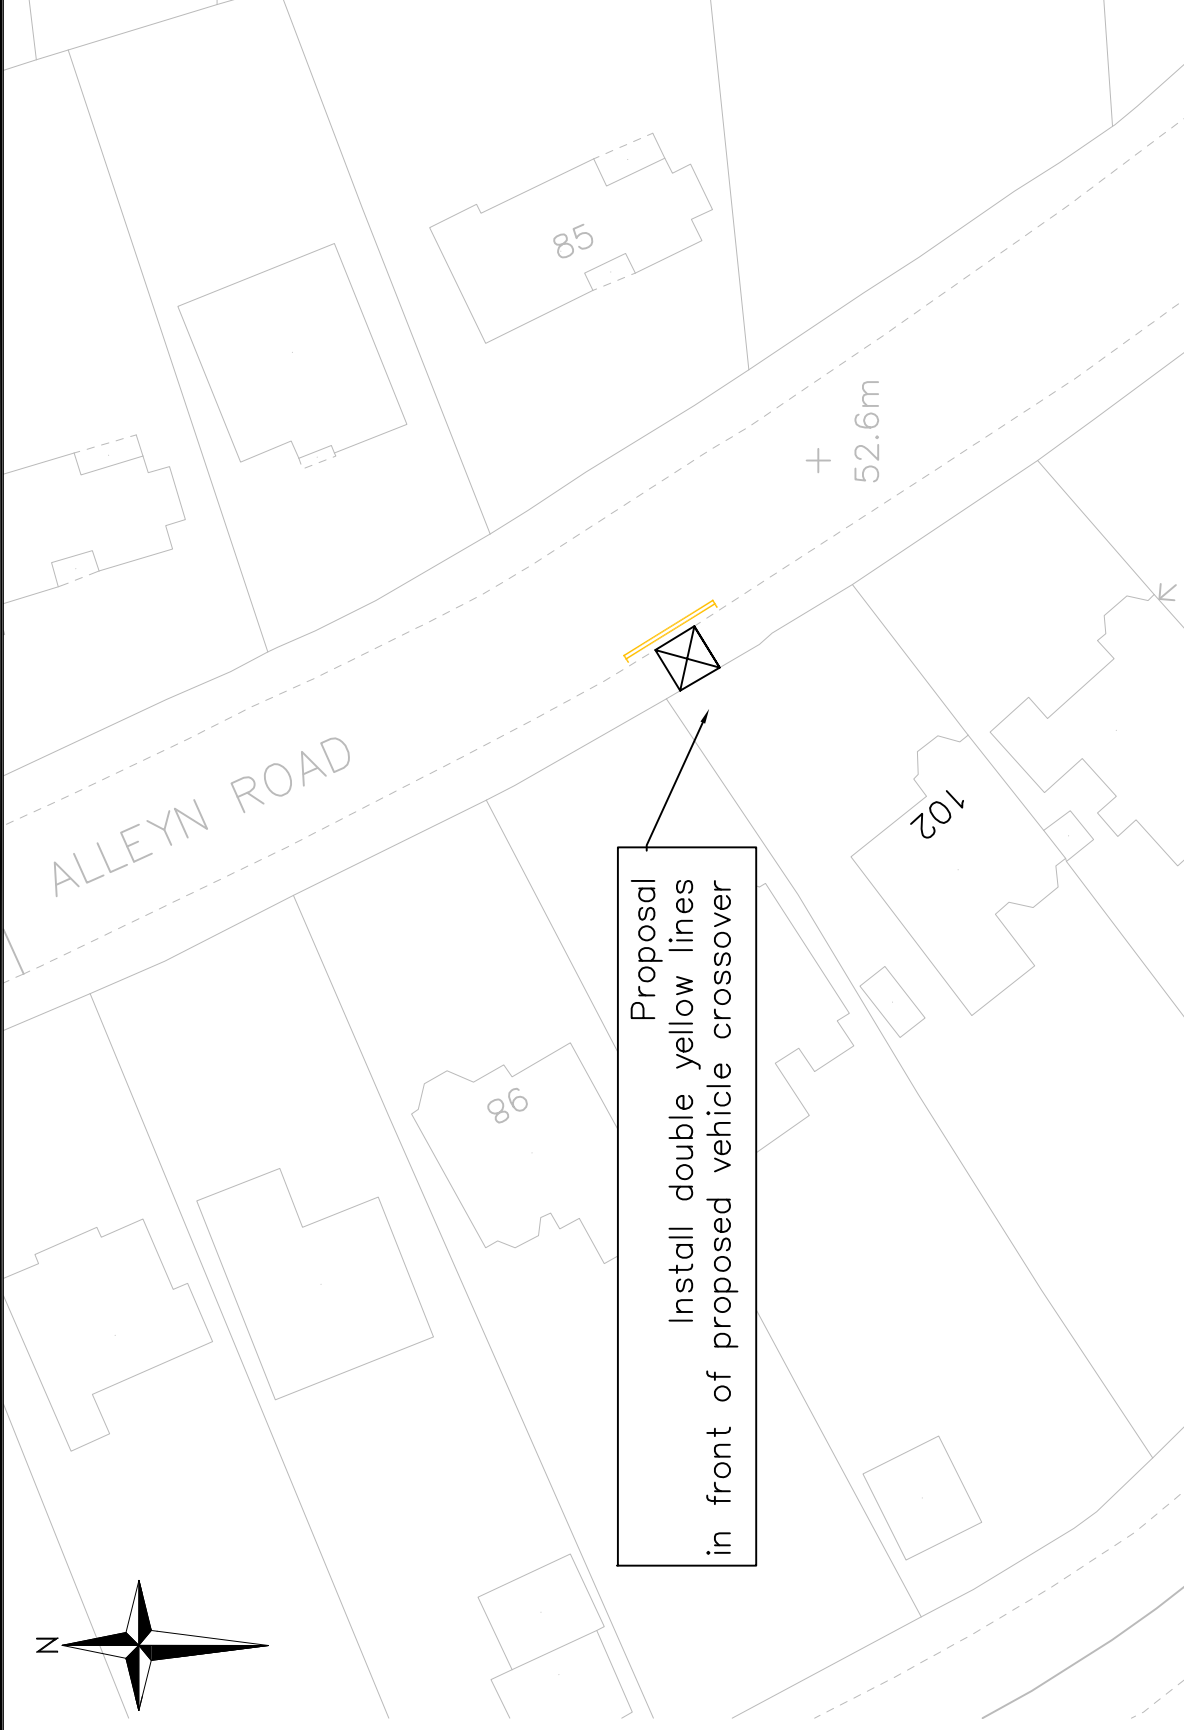 85
52.6m
ALLEYN ROAD
102
Proposal
Install double yellow lines
in front of proposed vehicle crossover
86
N